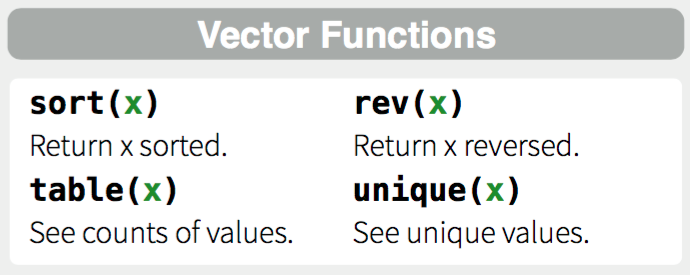 Vector Functions
sort(x)
Return x sorted.
rev(x)
Return x reversed.
table(x)
See counts of values.
unique(x)
See unique values.